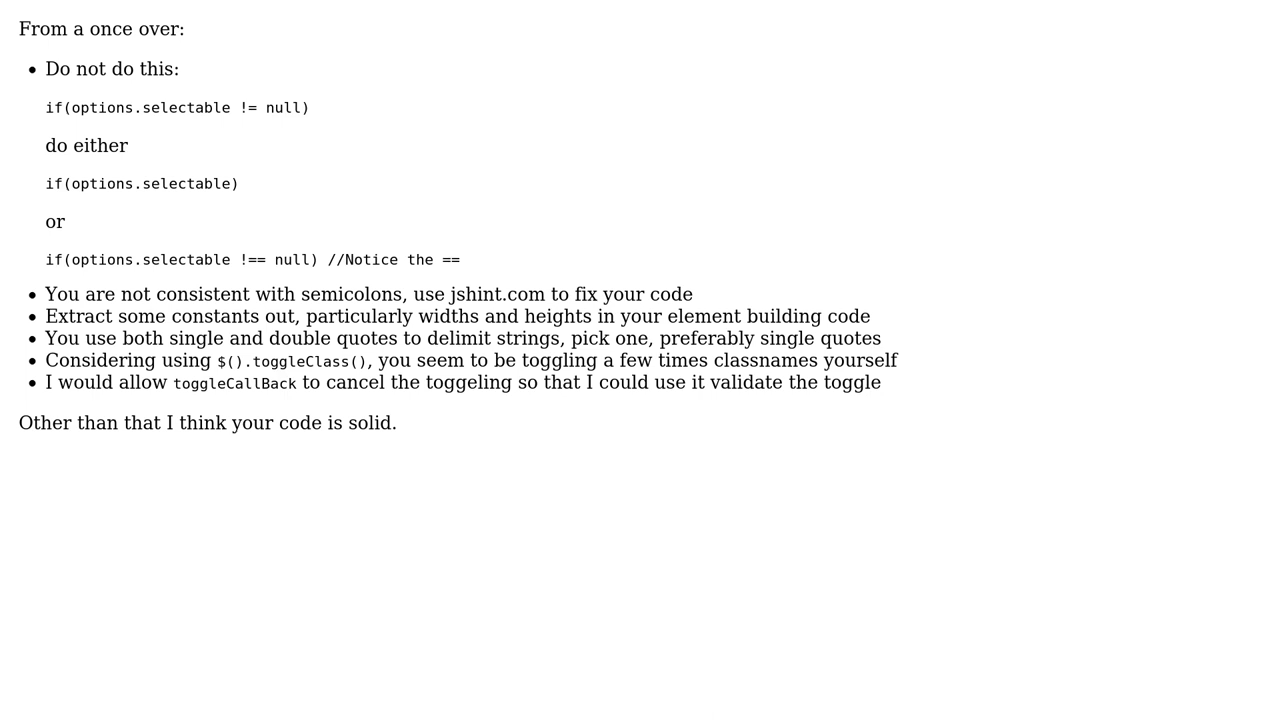 From a once over:
• Do not do this:
if(options.selectable != null)
do either
if(options.selectable)
or
if(options.selectable !== null) //Notice the ==
• You are not consistent with semicolons, use jshint.com to fix your code
• Extract some constants out, particularly widths and heights in your element building code
• You use both single and double quotes to delimit strings, pick one, preferably single quotes
• Considering using $().toggleClass(), you seem to be toggling a few times classnames yourself
• I would allow toggleCallBack to cancel the toggeling so that I could use it validate the toggle
Other than that I think your code is solid.